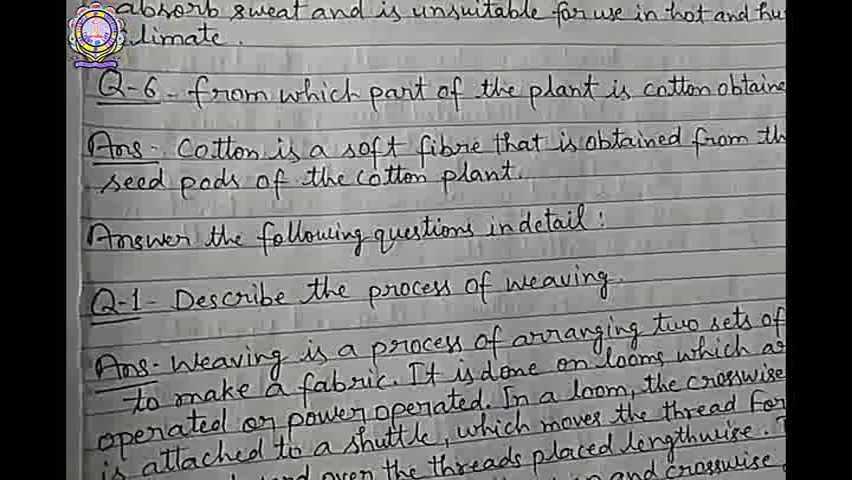 absorb sweat and is unsuitable for use in hot and hu
climate.
Q-6 - From which part of the plant is cotton obtaine
Ans - Cotton is a soft fibre that is obtained from th
seed pods of the cotton plant.
Answer the following questions in detail :
Q-1 - Describe the process of weaving.
Ans - Weaving is a process of arranging two sets of
to make a fabric. It is done on looms which a
operated or power operated. In a loom, the crosswise
is attached to a shuttle, which moves the thread for
over the threads placed lengthwise.
and crosswise